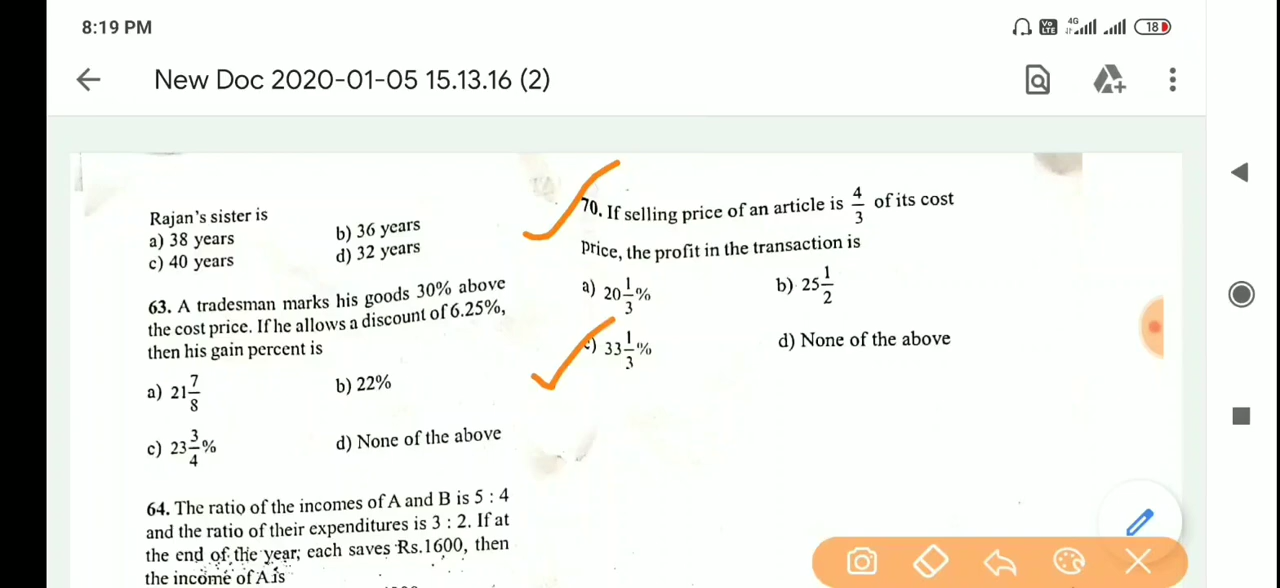 8:19 PM
Vo LTE 4G 18
New Doc 2020-01-05 15.13.16 (2)
Rajan's sister is
a) 38 years b) 36 years
c) 40 years d) 32 years
63. A tradesman marks his goods 30% above
the cost price. If he allows a discount of 6.25%,
then his gain percent is
a) 21 7/8 b) 22%
c) 23 3/4% d) None of the above
64. The ratio of the incomes of A and B is 5 : 4
and the ratio of their expenditures is 3 : 2. If at
the end of the year, each saves Rs.1600, then
the income of A is
70. If selling price of an article is 4/3 of its cost
Price, the profit in the transaction is
a) 20 1/3% b) 25 1/2
c) 33 1/3% d) None of the above